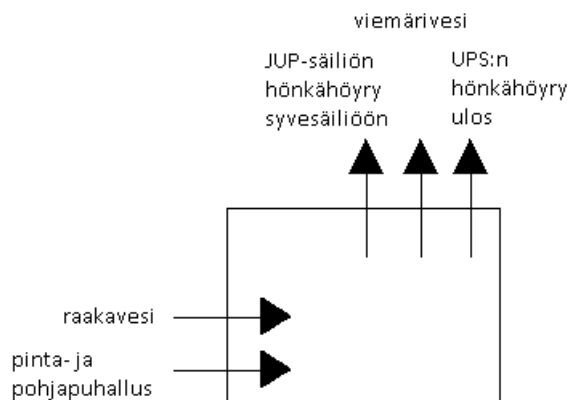 viemärivesi
JUP-säiliön
hönkähöyry
syvesäiliöön
UPS:n
hönkähöyry
ulos
raakavesi
pinta- ja
pohjapuhallus